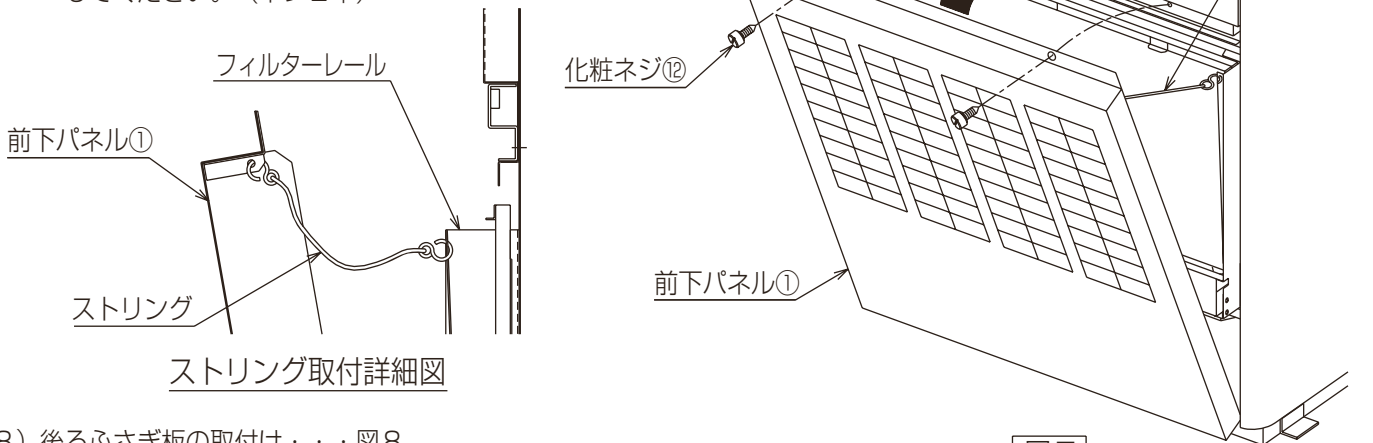 フィルターレール
前下パネル①
ストリング
ストリング取付詳細図
化粧ネジ⑫
前下パネル①
8）後ろふさぎ板の取付け・・・図8